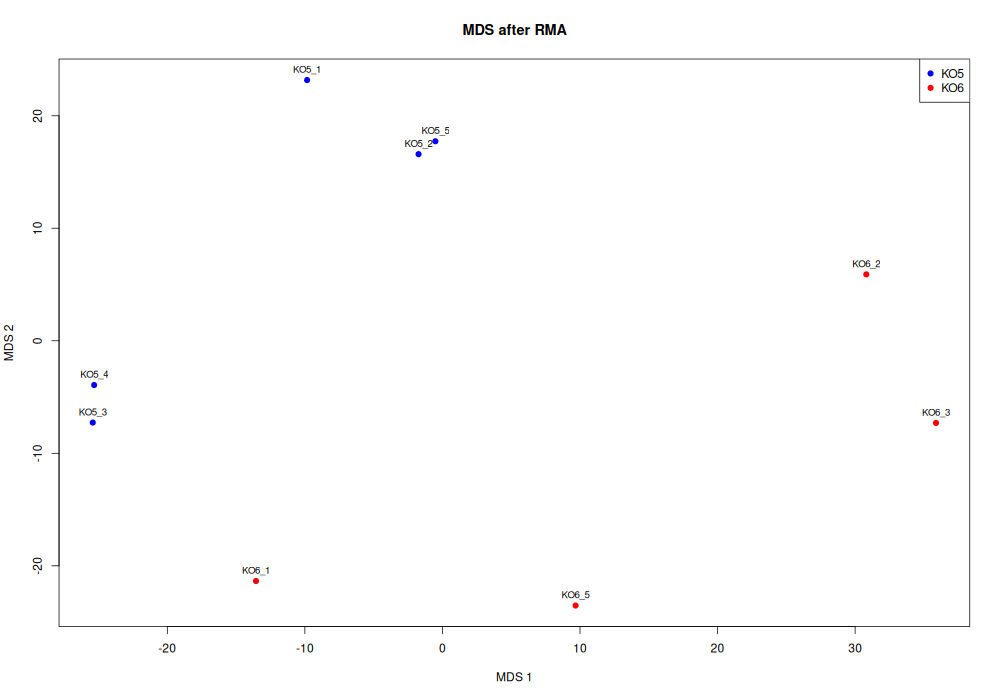 MDS after RMA
KO5
KO6
KO5_1
KO5_5
KO5_2
KO6_2
KO5_4
KO5_3
KO6_3
KO6_1
KO6_5
20
10
0
-10
-20
MDS 2
-20
-10
0
10
20
30
MDS 1